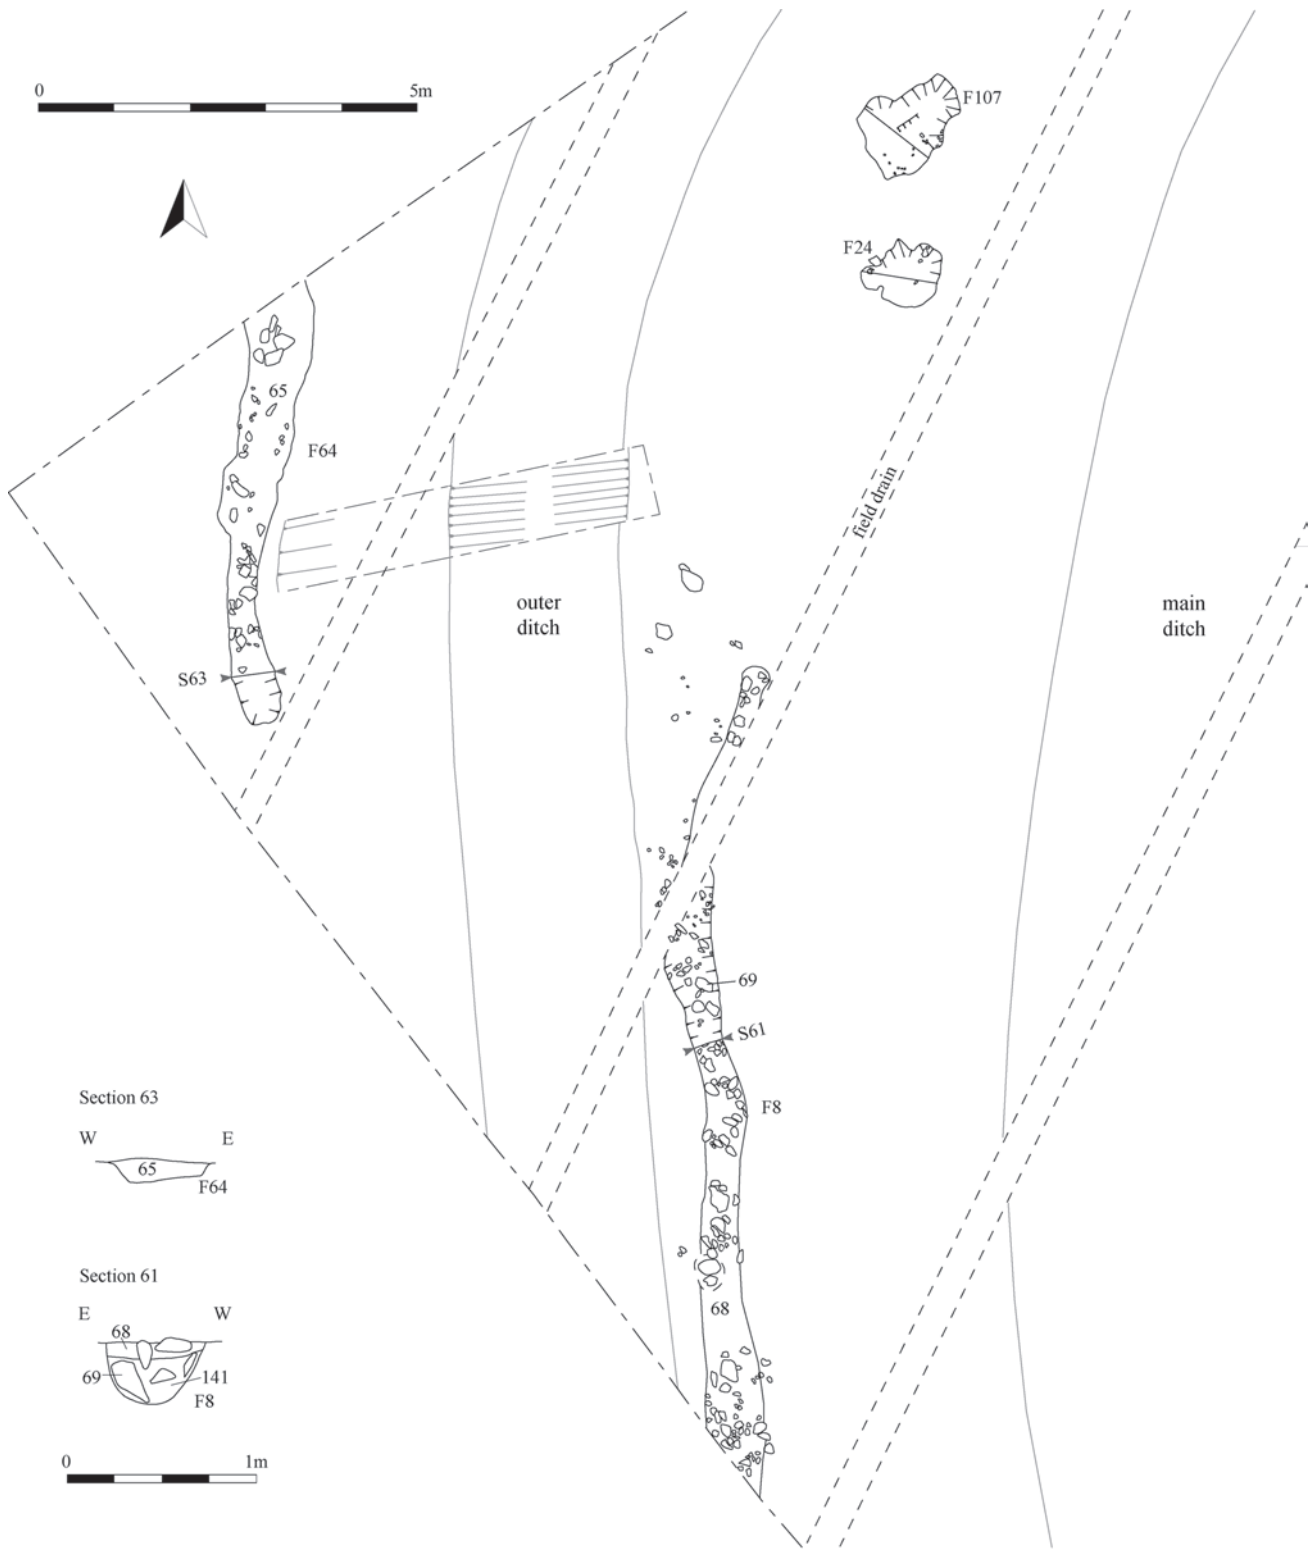 0 5m
F107
F24
65
F64
field drain
outer
ditch
main
ditch
S63
69
S61
F8
68
Section 63
W E
65
F64
Section 61
E W
68
69 141
F8
0 1m